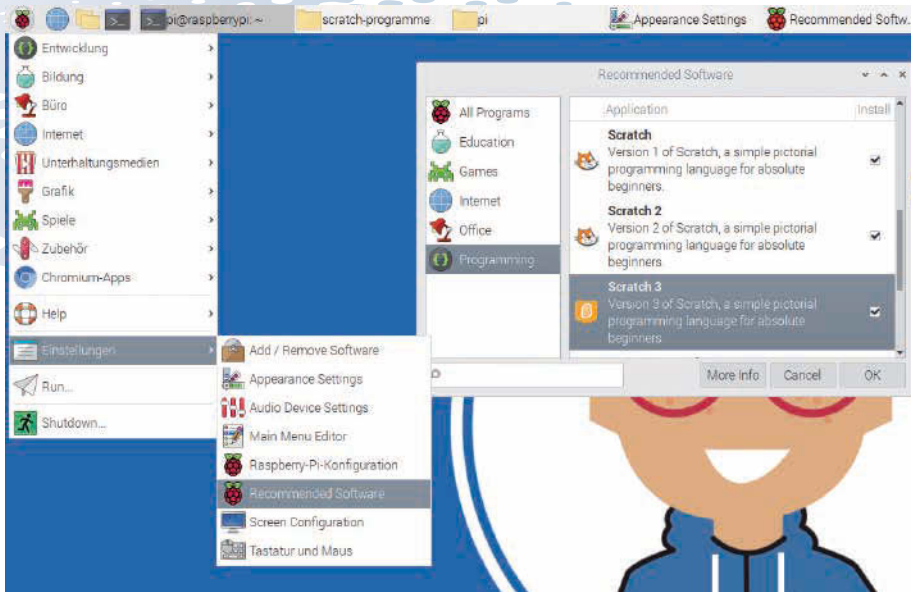 pi@raspberrypi: ~
scratch-programme
pi
Appearance Settings
Recommended Softw..
Entwicklung
Bildung
Büro
Internet
Unterhaltungsmedien
Grafik
Spiele
Zubehör
Chromium-Apps
Help
Einstellungen
Run...
Shutdown...
Add / Remove Software
Appearance Settings
Audio Device Settings
Main Menu Editor
Raspberry-Pi-Konfiguration
Recommended Software
Screen Configuration
Tastatur und Maus
Recommended Software
All Programs
Education
Games
Internet
Office
Programming
Application
Install
Scratch
Version 1 of Scratch, a simple pictorial
programming language for absolute
beginners.
Scratch 2
Version 2 of Scratch, a simple pictorial
programming language for absolute
beginners
Scratch 3
Version 3 of Scratch, a simple pictorial
programming language for absolute
beginners
More Info
Cancel
OK